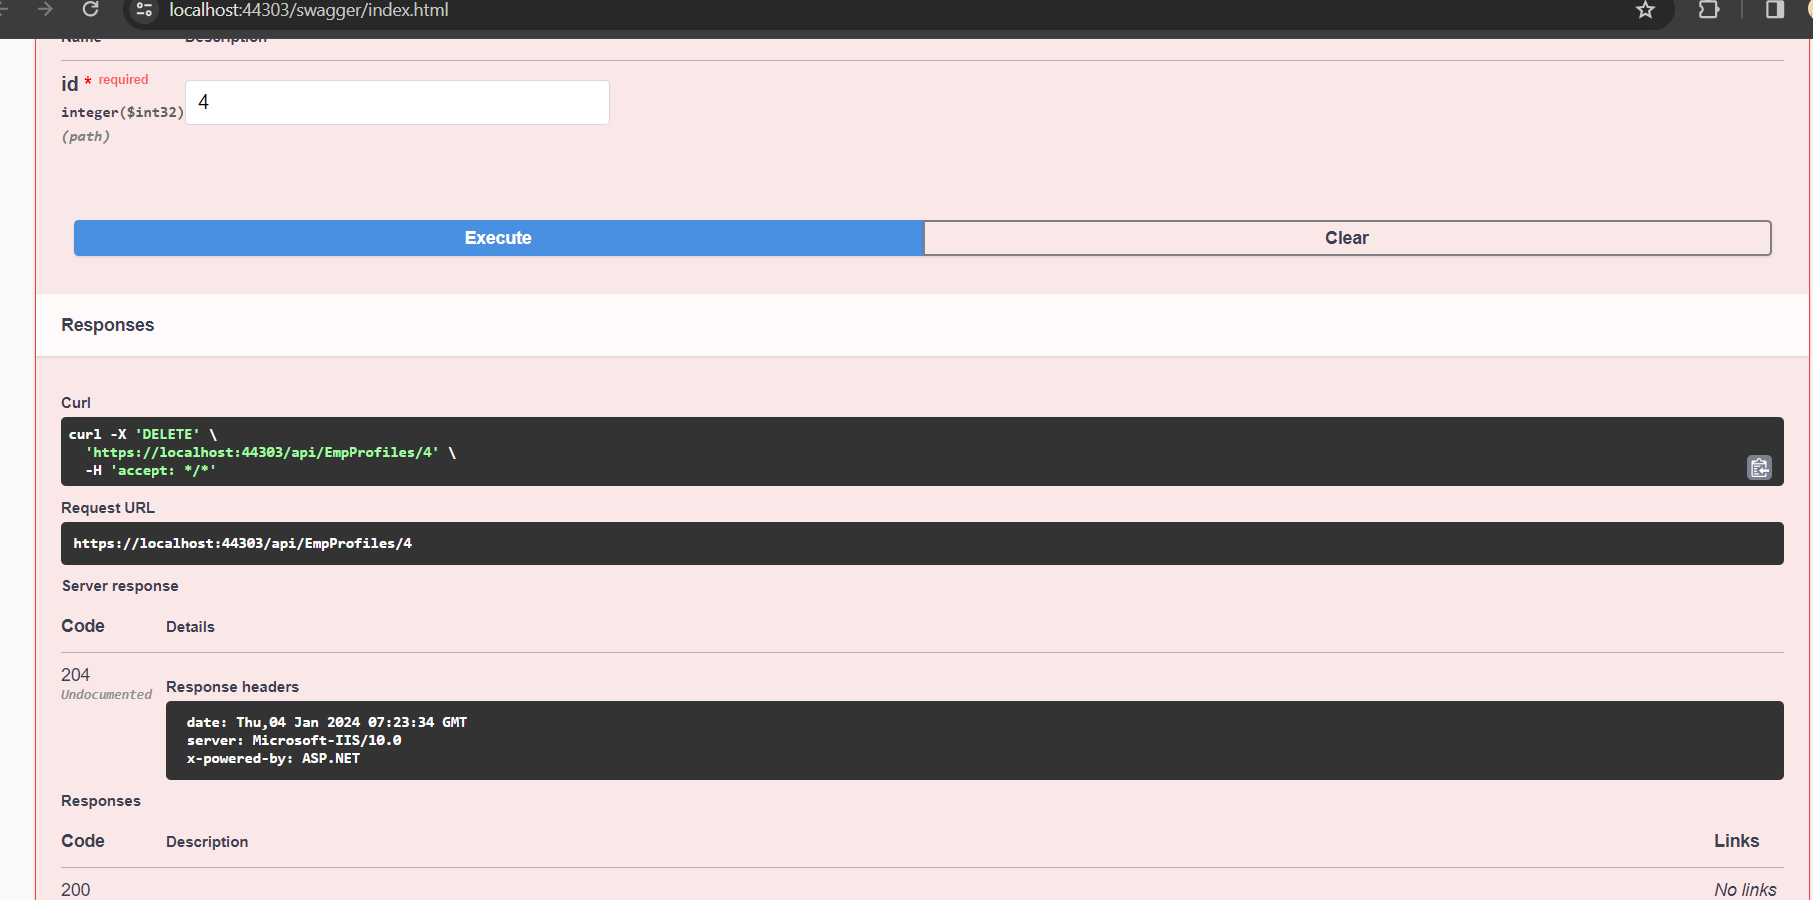 localhost:44303/swagger/index.html
Name Description
id * required
4
integer($int32)
(path)
Execute Clear
Responses
Curl
curl -X 'DELETE' \
'https://localhost:44303/api/EmpProfiles/4' \
-H 'accept: */*'
Request URL
https://localhost:44303/api/EmpProfiles/4
Server response
Code Details
204
Undocumented
Response headers
date: Thu,04 Jan 2024 07:23:34 GMT
server: Microsoft-IIS/10.0
x-powered-by: ASP.NET
Responses
Code Description Links
200 No links